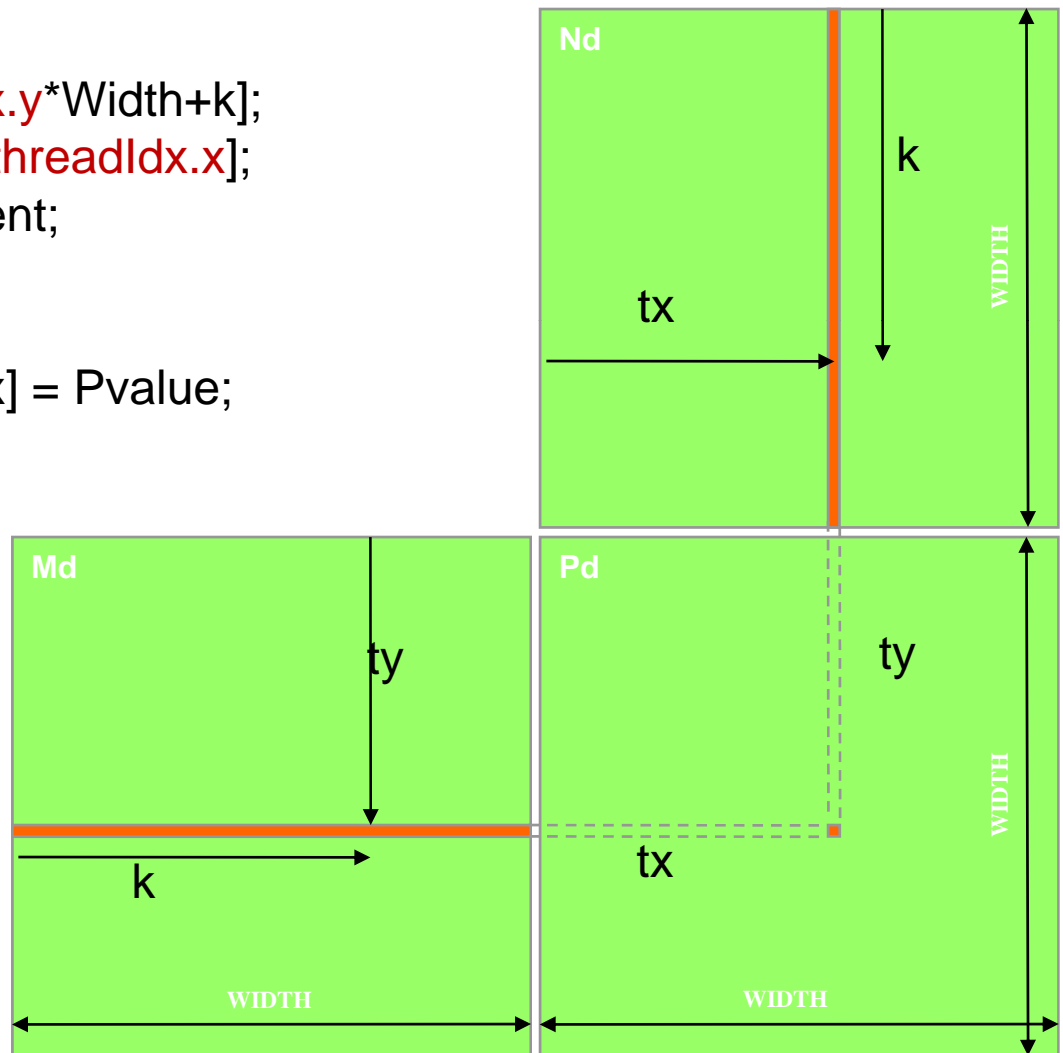 x.y*Width+k];
threadIdx.x];
ent;
x] = Pvalue;
Nd
k
WIDTH
tx
Md
ty
k
WIDTH
Pd
ty
WIDTH
tx
WIDTH